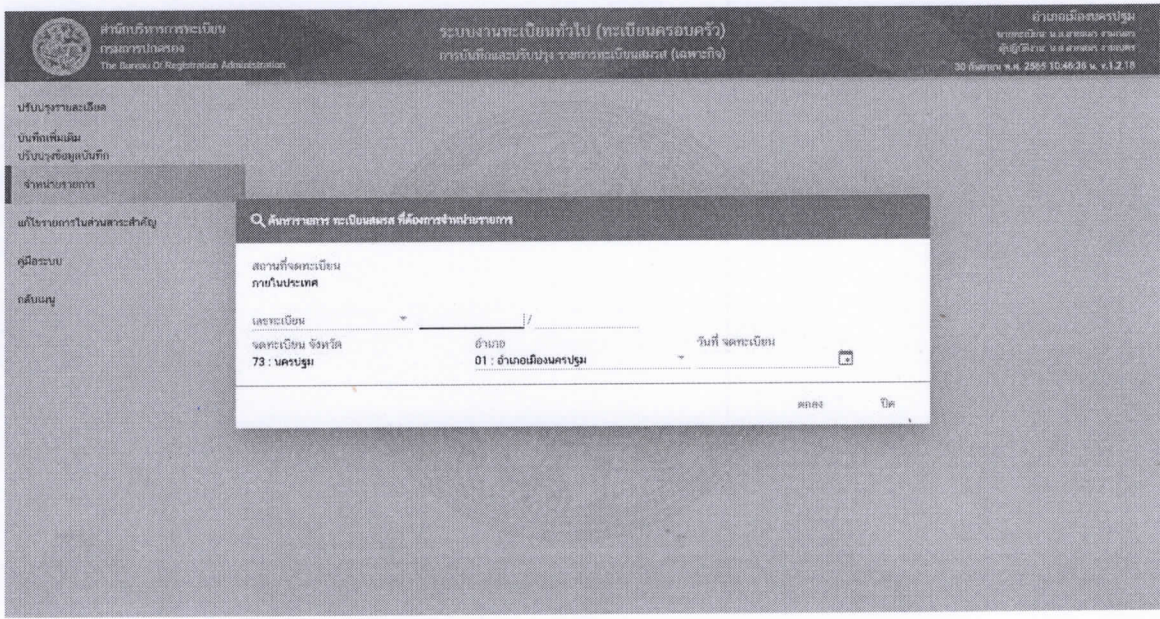 สำนักบริหารการทะเบียน
กรมการปกครอง
The Bureau Of Registration Administration
ระบบงานทะเบียนทั่วไป (ทะเบียนครอบครัว)
การบันทึกและปรับปรุง รายการทะเบียนสมรส (เฉพาะกิจ)
อำเภอเมืองนครปฐม
30 กันยายน พ.ศ. 2565 10:46:36 น. v.1.2.18
ปรับปรุงรายละเอียด
บันทึกเพิ่มเติม
ปรับปรุงข้อมูลบันทึก
จำหน่ายรายการ
แก้ไขรายการในส่วนสาระสำคัญ
คู่มือระบบ
กลับเมนู
ค้นหารายการ ทะเบียนสมรส ที่ต้องการจำหน่ายรายการ
สถานที่จดทะเบียน
ภายในประเทศ
เลขทะเบียน /
จดทะเบียน จังหวัด อำเภอ วันที่ จดทะเบียน
73 : นครปฐม 01 : อำเภอเมืองนครปฐม
ตกลง ปิด